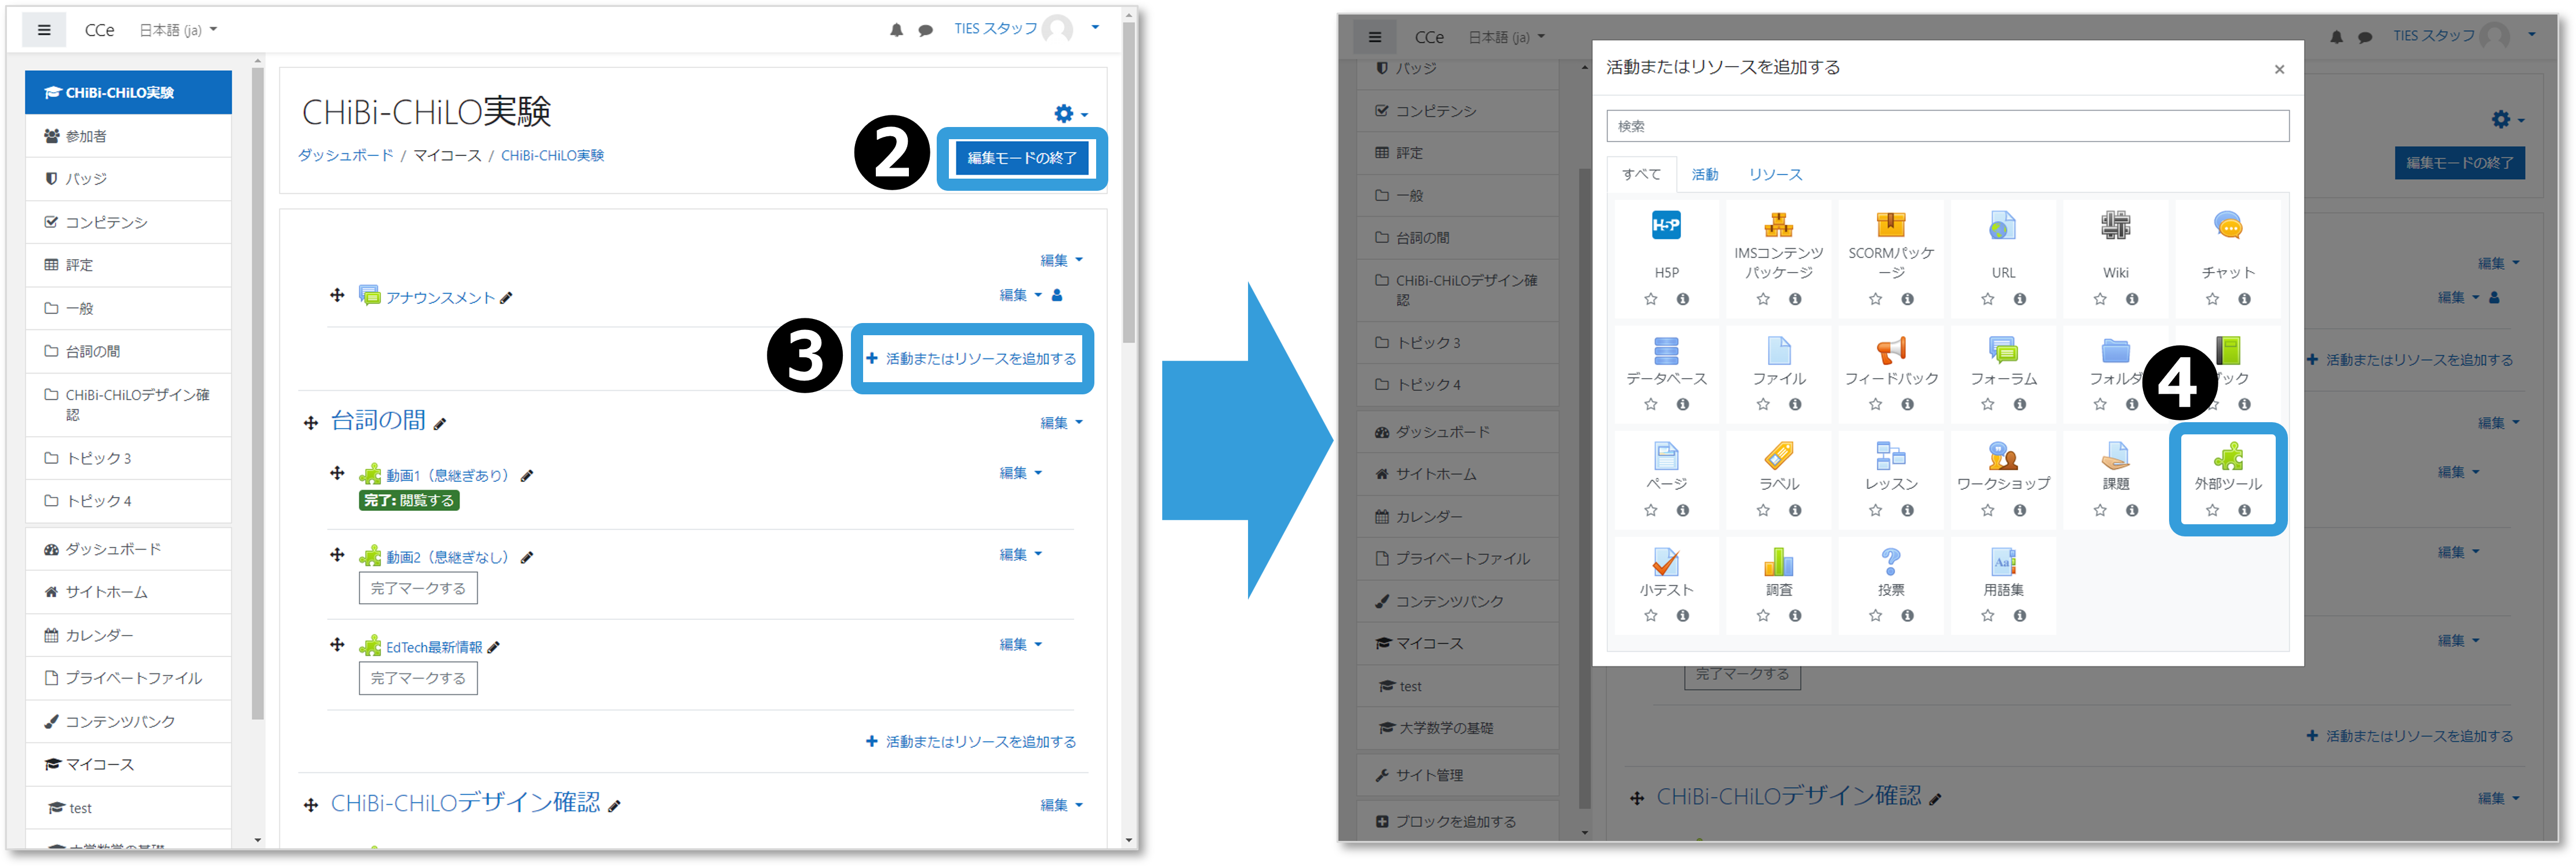 CCe 日本語 (ja)
TIES スタッフ
CHiBi-CHiLO実験
参加者
バッジ
コンピテンシ
評定
一般
台詞の間
CHiBi-CHiLOデザイン確
認
トピック 3
トピック 4
ダッシュボード
サイトホーム
カレンダー
プライベートファイル
コンテンツバンク
マイコース
test
CHiBi-CHiLO実験
ダッシュボード / マイコース / CHiBi-CHiLO実験
2
編集モードの終了
編集
アナウンスメント
編集
3
活動またはリソースを追加する
台詞の間
編集
動画1（息継ぎあり）
編集
完了: 閲覧する
動画2（息継ぎなし）
編集
完了マークする
EdTech最新情報
編集
完了マークする
活動またはリソースを追加する
CHiBi-CHiLOデザイン確認
編集
CCe 日本語 (ja)
TIES スタッフ
バッジ
コンピテンシ
評定
一般
台詞の間
CHiBi-CHiLOデザイン確
認
トピック 3
トピック 4
ダッシュボード
サイトホーム
カレンダー
プライベートファイル
コンテンツバンク
マイコース
test
大学数学の基礎
サイト管理
ブロックを追加する
活動またはリソースを追加する
×
検索
すべて 活動 リソース
H5P
IMSコンテンツ
パッケージ
SCORMパッケ
ージ
URL
Wiki
チャット
データベース
ファイル
フィードバック
フォーラム
フォルダ
4
ページ
ラベル
レッスン
ワークショップ
課題
外部ツール
小テスト
調査
投票
用語集
編集モードの終了
編集
編集
活動またはリソースを追加する
編集
編集
編集
編集
完了マークする
活動またはリソースを追加する
CHiBi-CHiLOデザイン確認
編集